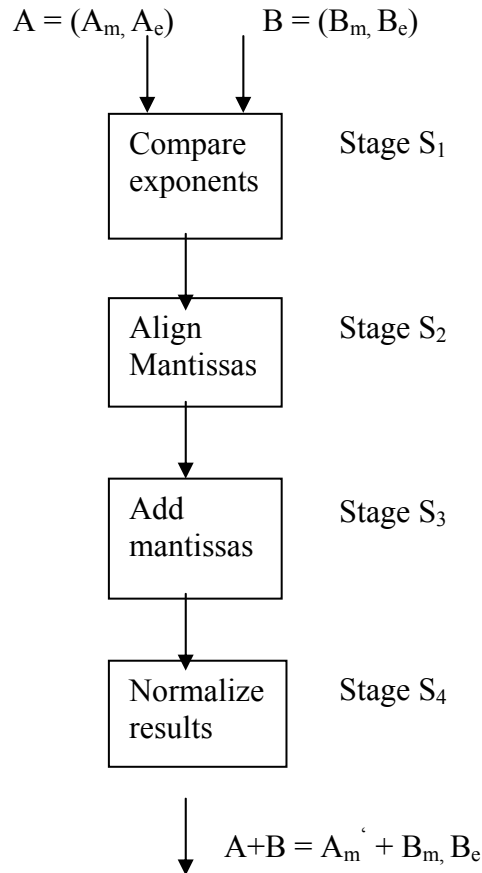 A = (Aₘ, Aₑ) B = (Bₘ, Bₑ)
Compare Stage S₁
exponents
Align Stage S₂
Mantissas
Add Stage S₃
mantissas
Normalize Stage S₄
results
A+B = Aₘ‘ + Bₘ, Bₑ